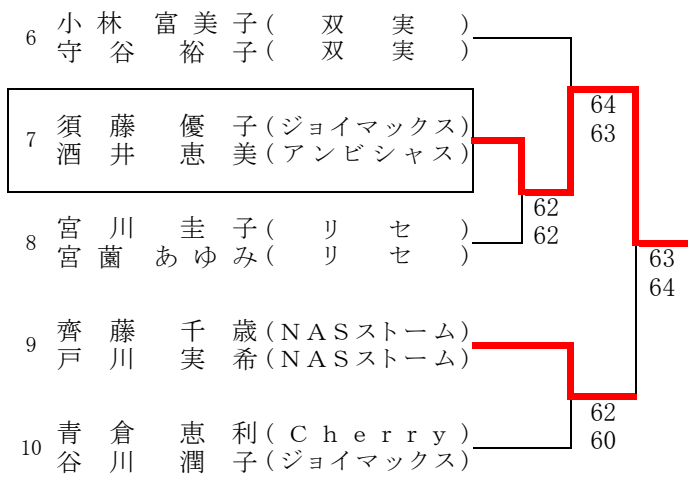 6 小林 富美子(双実)
守谷 裕子(双実)
64
63
7 須藤 優子(ジョイマックス)
酒井 恵美(アンビシャス)
62
62
8 宮川 圭子(リセ)
宮薗 あゆみ(リセ)
63
64
9 齊藤 千歳(NASストーム)
戸川 実希(NASストーム)
62
60
10 青倉 恵利(Cherry)
谷川 潤子(ジョイマックス)